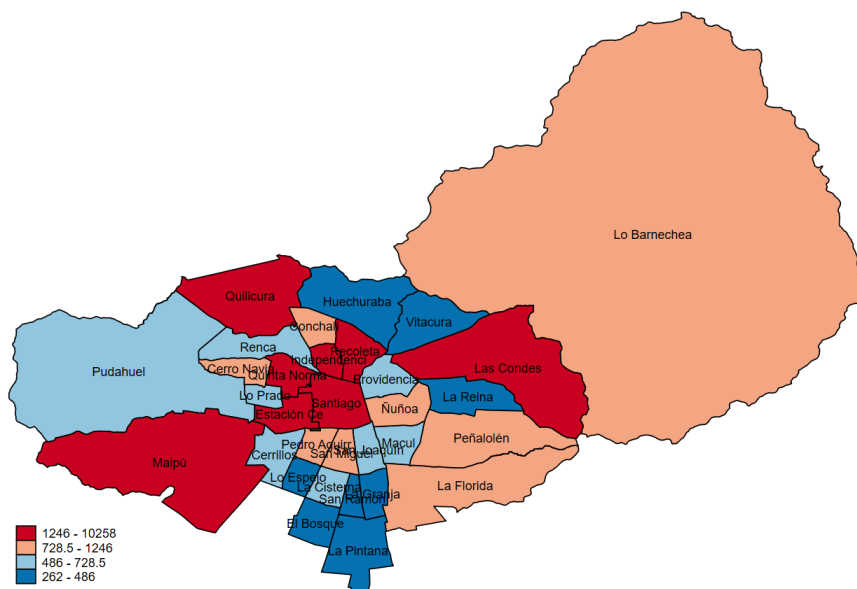 Lo Barnechea
Quilicura
Huechuraba
Vitacura
Conchalí
Renca
Recoleta
Independenci
Las Condes
Pudahuel
Cerro Navia
Quinta Norma
Providencia
Lo Prado
La Reina
Santiago
Ñuñoa
Estación Ce
Peñalolén
Pedro Aguirr
Macul
San Miguel
San Joaquín
Cerrillos
Maipú
Lo Espejo
La Cisterna
La Florida
San Ramón
La Granja
El Bosque
La Pintana
1246 - 10258
728.5 - 1246
486 - 728.5
262 - 486